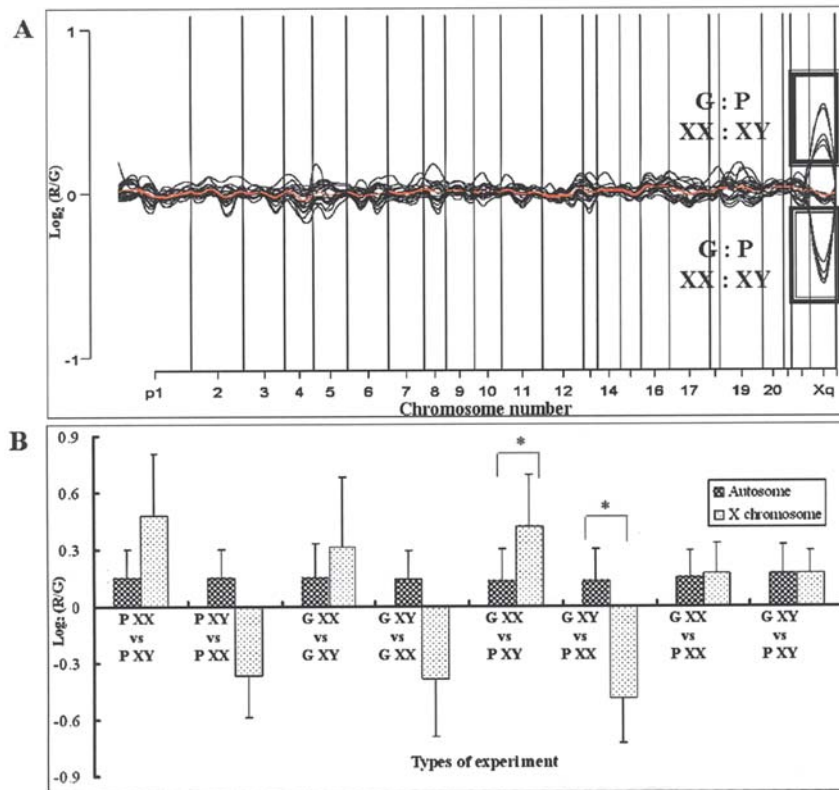 A
1
0
-1
Log₂ (R/G)
G : P
XX : XY
G : P
XX : XY
p1 2 3 4 5 6 7 8 9 10 11 12 14 16 17 19 20 Xq
Chromosome number
B
0.9
0.6
0.3
0
-0.3
-0.6
-0.9
Log₂ (R/G)
*
*
Autosome
X chromosome
P XX
vs
P XY
P XY
vs
P XX
G XX
vs
G XY
G XY
vs
G XX
G XX
vs
P XY
G XY
vs
P XX
G XX
vs
P XX
G XY
vs
P XY
Types of experiment